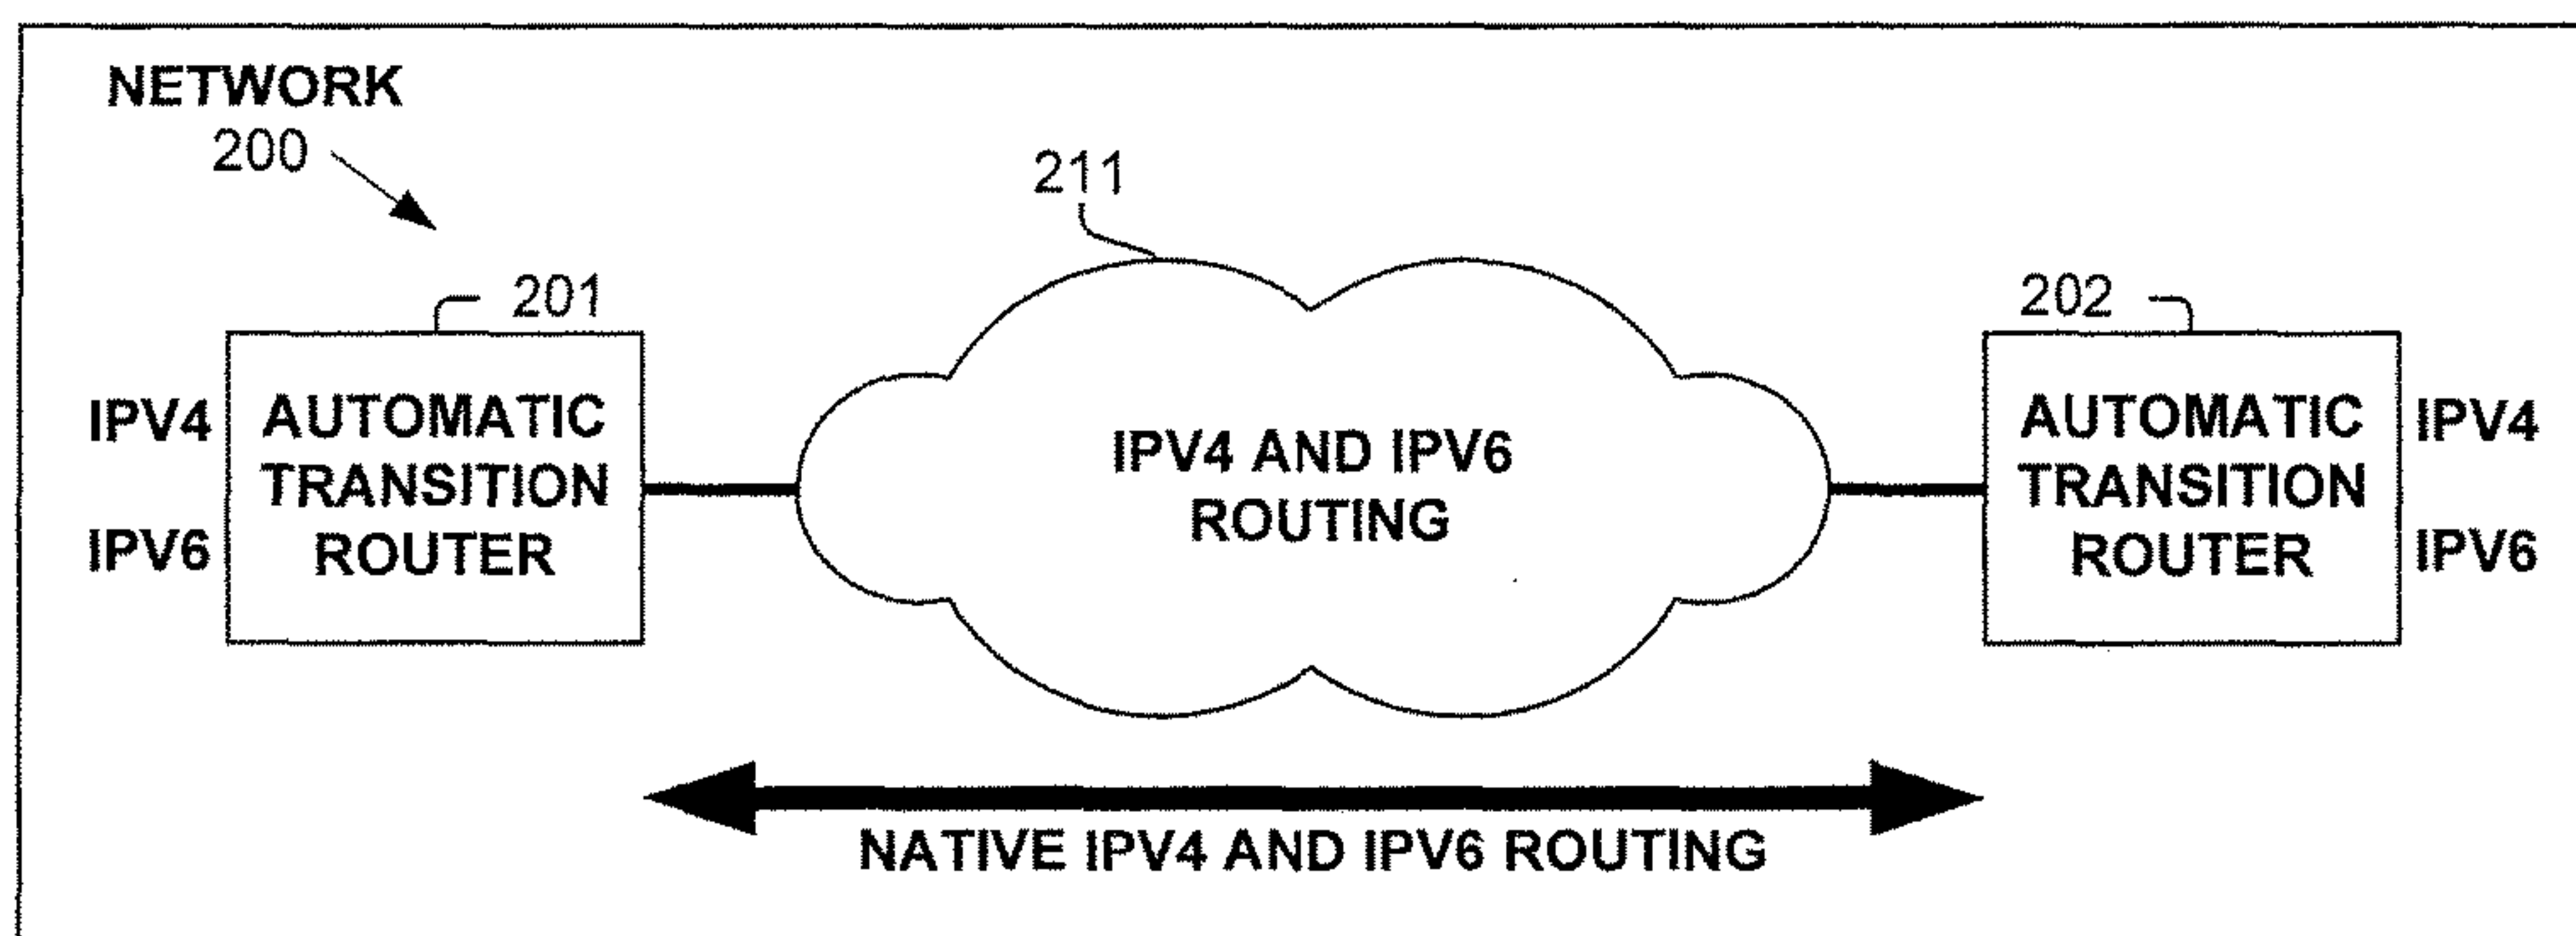 NETWORK
200
211
201
202
IPV4
IPV6
AUTOMATIC
TRANSITION
ROUTER
IPV4 AND IPV6
ROUTING
AUTOMATIC
TRANSITION
ROUTER
IPV4
IPV6
NATIVE IPV4 AND IPV6 ROUTING